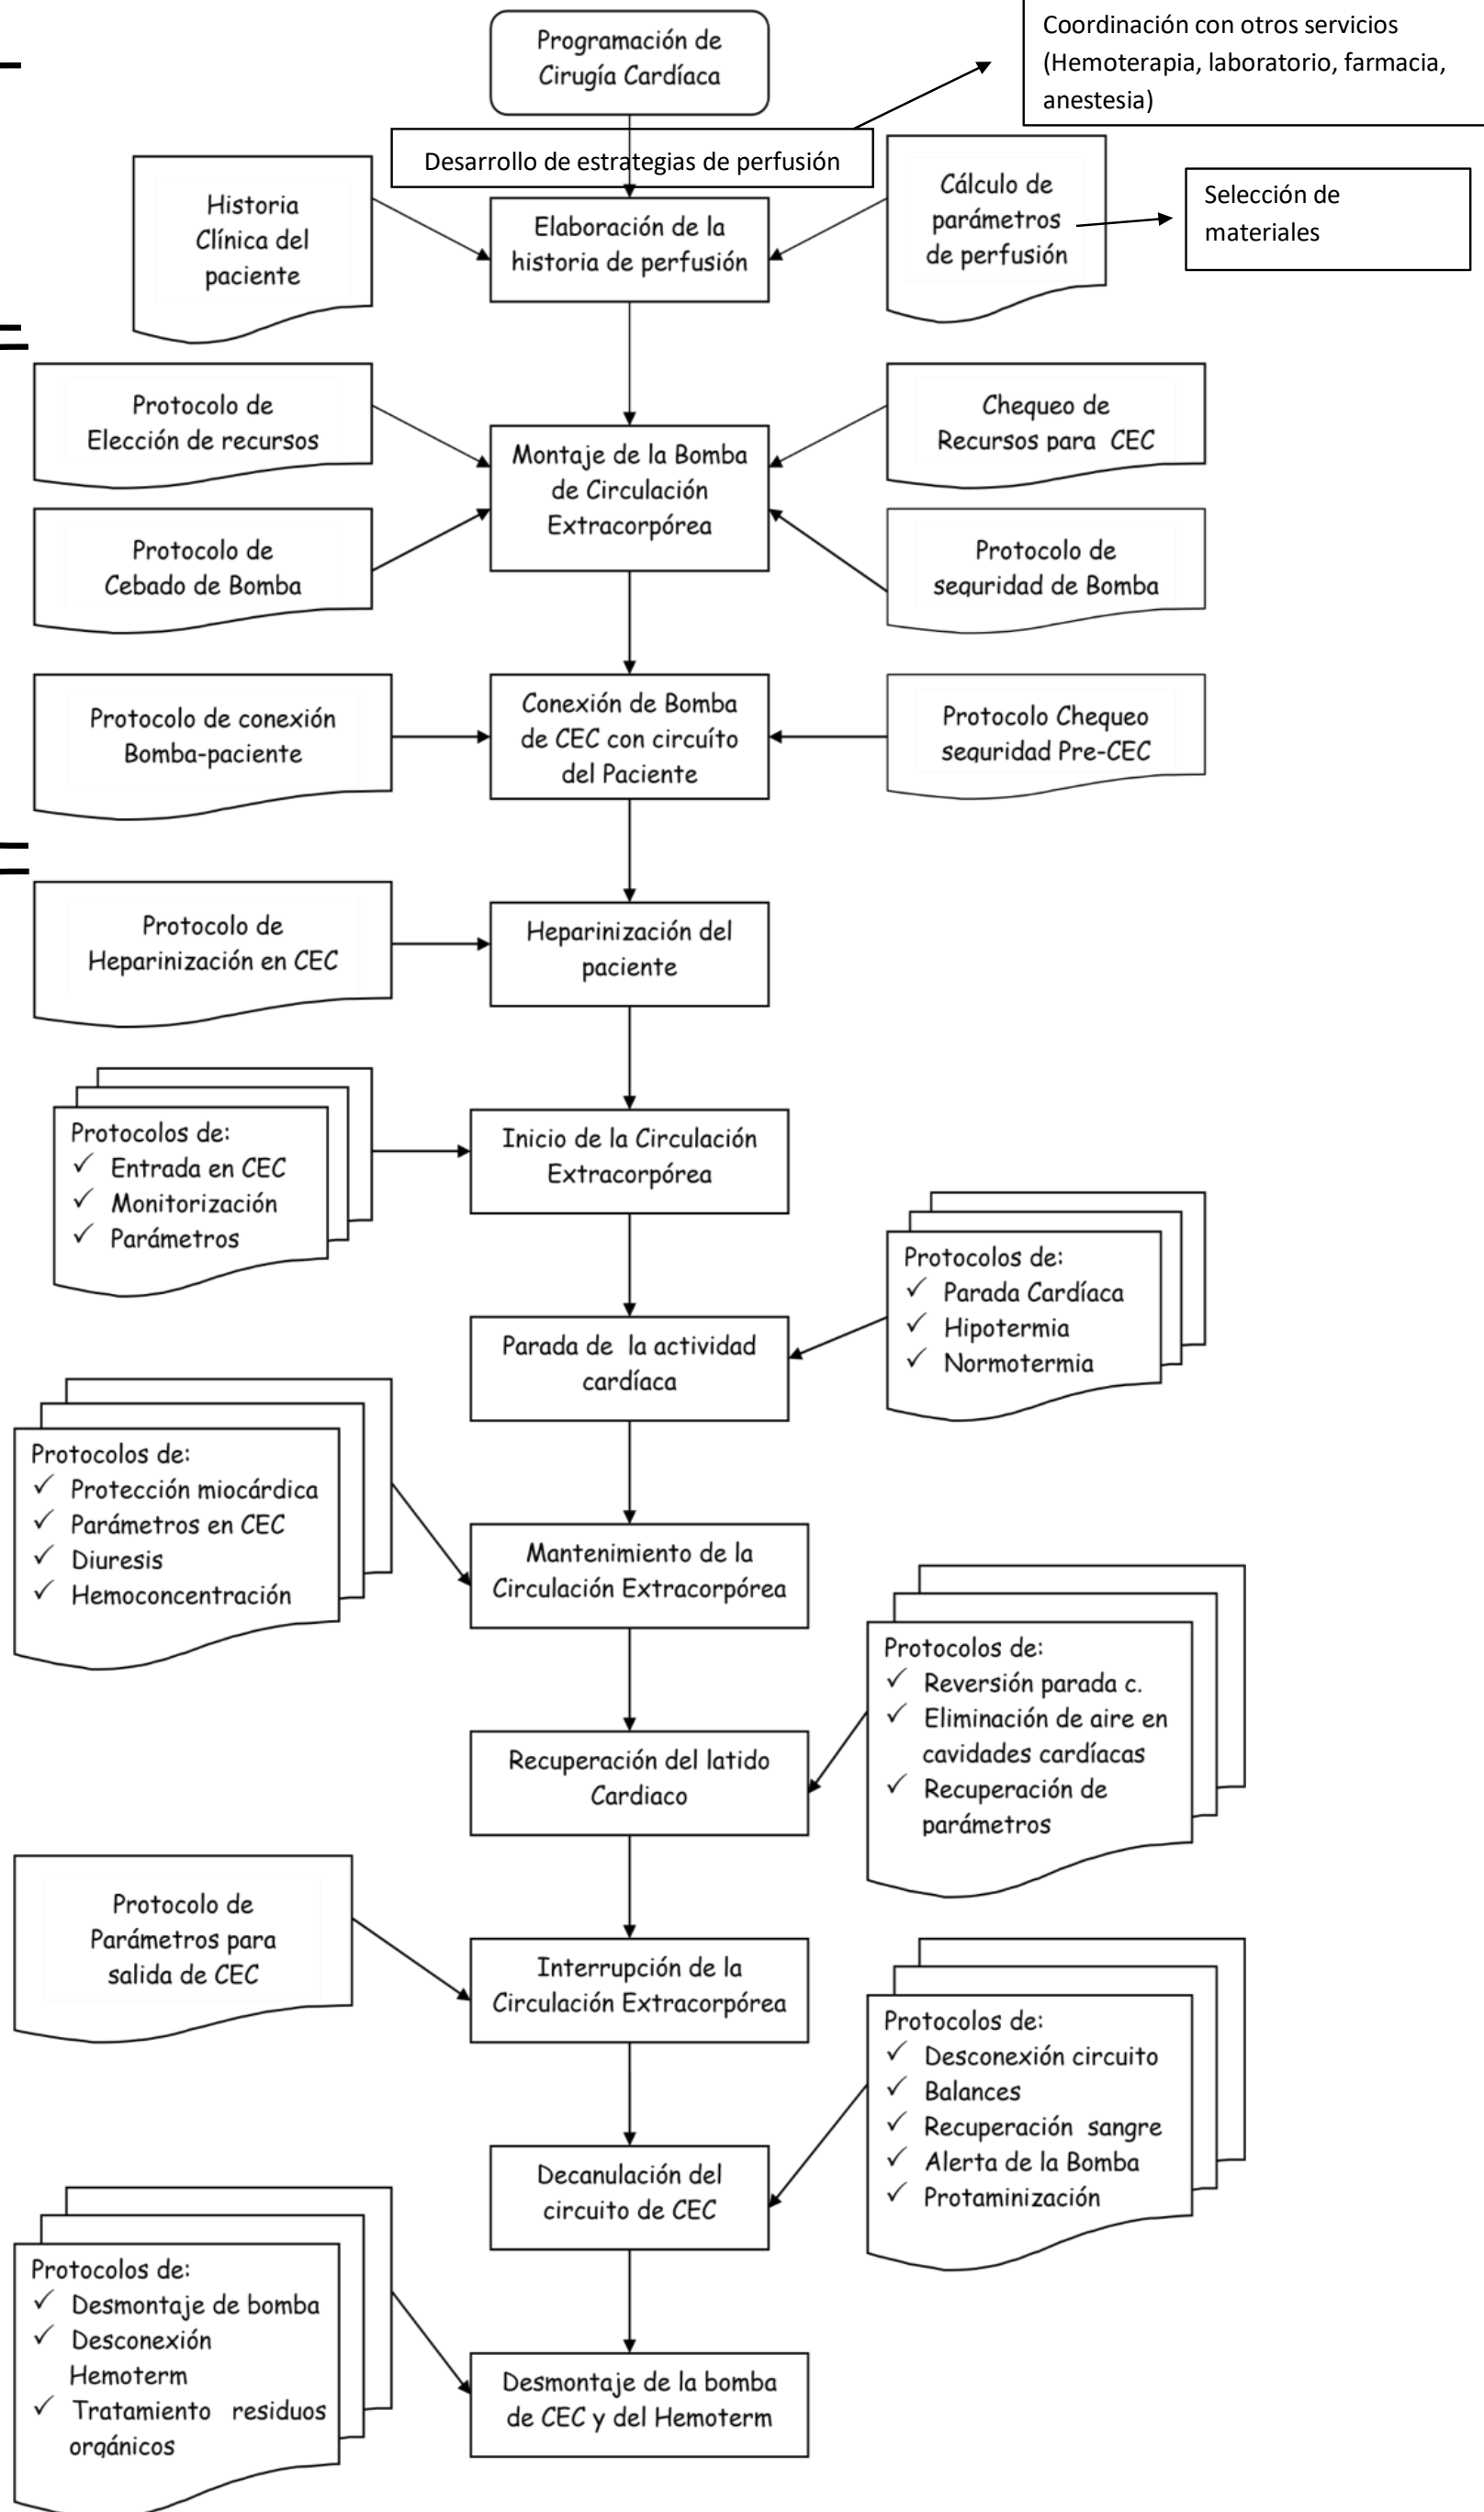 Programación de
Cirugía Cardíaca
Coordinación con otros servicios
(Hemoterapia, laboratorio, farmacia,
anestesia)
Desarrollo de estrategias de perfusión
Historia
Clínica del
paciente
Elaboración de la
historia de perfusión
Cálculo de
parámetros
de perfusión
Selección de
materiales
Protocolo de
Elección de recursos
Chequeo de
Recursos para CEC
Montaje de la Bomba
de Circulación
Extracorpórea
Protocolo de
Cebado de Bomba
Protocolo de
seguridad de Bomba
Protocolo de conexión
Bomba-paciente
Conexión de Bomba
de CEC con circuíto
del Paciente
Protocolo Chequeo
seguridad Pre-CEC
Protocolo de
Heparinización en CEC
Heparinización del
paciente
Protocolos de:
✓ Entrada en CEC
✓ Monitorización
✓ Parámetros
Inicio de la Circulación
Extracorpórea
Protocolos de:
✓ Parada Cardíaca
✓ Hipotermia
✓ Normotermia
Parada de la actividad
cardíaca
Protocolos de:
✓ Protección miocárdica
✓ Parámetros en CEC
✓ Diuresis
✓ Hemoconcentración
Mantenimiento de la
Circulación Extracorpórea
Protocolos de:
✓ Reversión parada c.
✓ Eliminación de aire en
cavidades cardíacas
✓ Recuperación de
parámetros
Recuperación del latido
Cardiaco
Protocolo de
Parámetros para
salida de CEC
Interrupción de la
Circulación Extracorpórea
Protocolos de:
✓ Desconexión circuito
✓ Balances
✓ Recuperación sangre
✓ Alerta de la Bomba
✓ Protaminización
Decanulación del
circuito de CEC
Protocolos de:
✓ Desmontaje de bomba
✓ Desconexión
Hemoterm
✓ Tratamiento residuos
orgánicos
Desmontaje de la bomba
de CEC y del Hemoterm